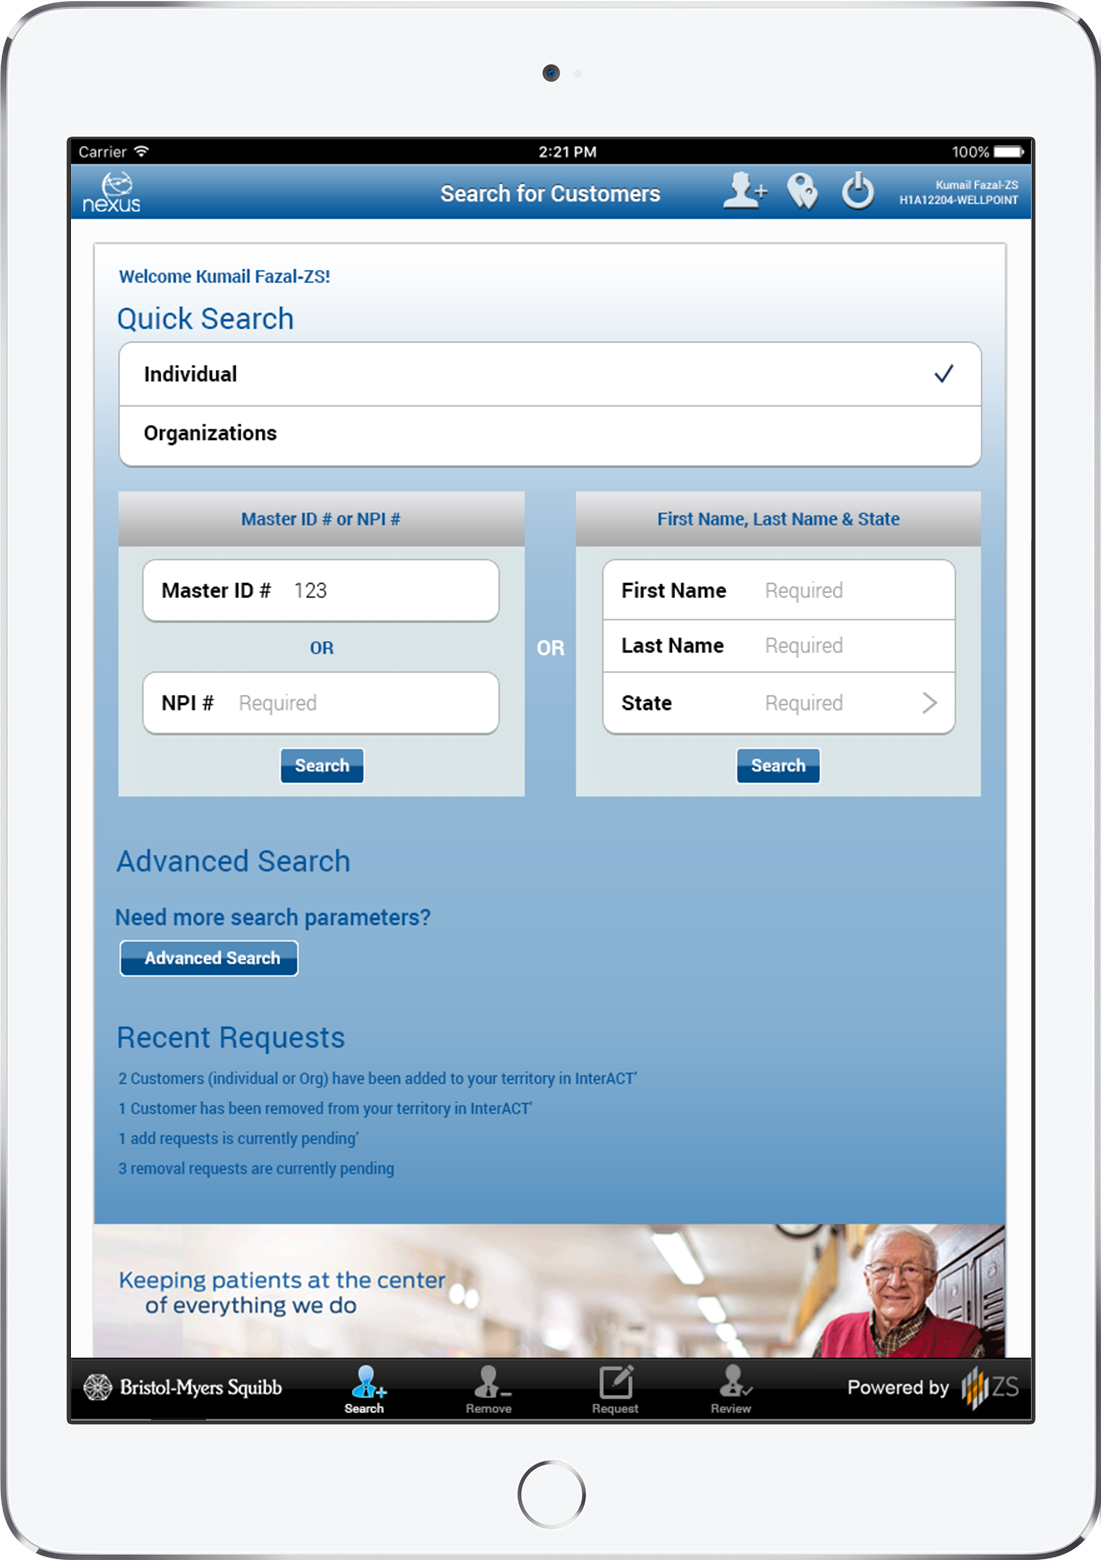 Carrier 2:21 PM 100%
nexus Search for Customers Kumail Fazal-ZS
H1A12204-WELLPOINT
Welcome Kumail Fazal-ZS!
Quick Search
Individual
Organizations
Master ID # or NPI #
Master ID # 123
OR
NPI # Required
Search
OR
First Name, Last Name & State
First Name Required
Last Name Required
State Required
Search
Advanced Search
Need more search parameters?
Advanced Search
Recent Requests
2 Customers (individual or Org) have been added to your territory in InterACT'
1 Customer has been removed from your territory in InterACT'
1 add requests is currently pending'
3 removal requests are currently pending
Keeping patients at the center
of everything we do
Bristol-Myers Squibb
Search
Remove
Request
Review
Powered by ZS